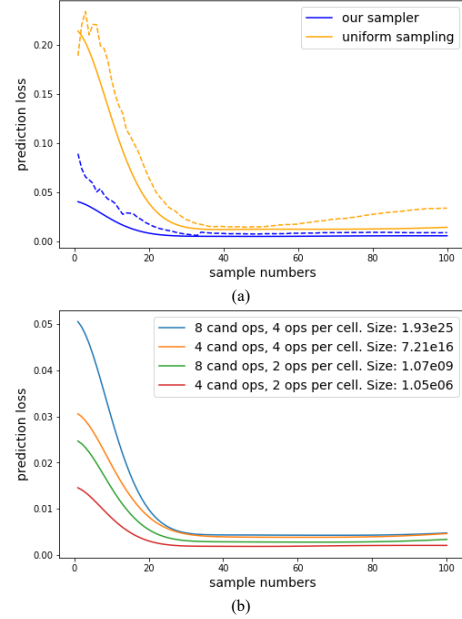 our sampler
uniform sampling
0.20
0.15
0.10
0.05
0.00
prediction loss
0 20 40 60 80 100
sample numbers
(a)
8 cand ops, 4 ops per cell. Size: 1.93e25
4 cand ops, 4 ops per cell. Size: 7.21e16
8 cand ops, 2 ops per cell. Size: 1.07e09
4 cand ops, 2 ops per cell. Size: 1.05e06
0.05
0.04
0.03
0.02
0.01
0.00
prediction loss
0 20 40 60 80 100
sample numbers
(b)